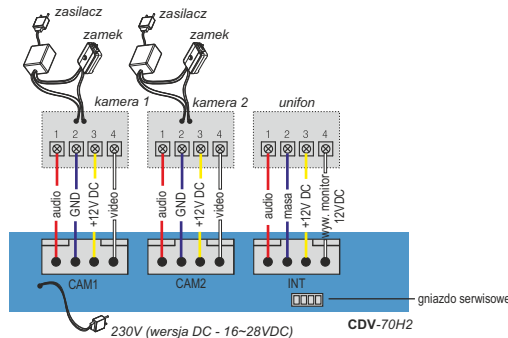 zasilacz
zasilacz
zamek
zamek
kamera 1
kamera 2
unifon
1 2 3 4
1 2 3 4
1 2 3 4
audio
GND
+12V DC
video
audio
GND
+12V DC
video
audio
masa
+12V DC
wyw. monitor
12VDC
CAM1
CAM2
INT
gniazdo serwisowe
230V (wersja DC - 16~28VDC)
CDV-70H2